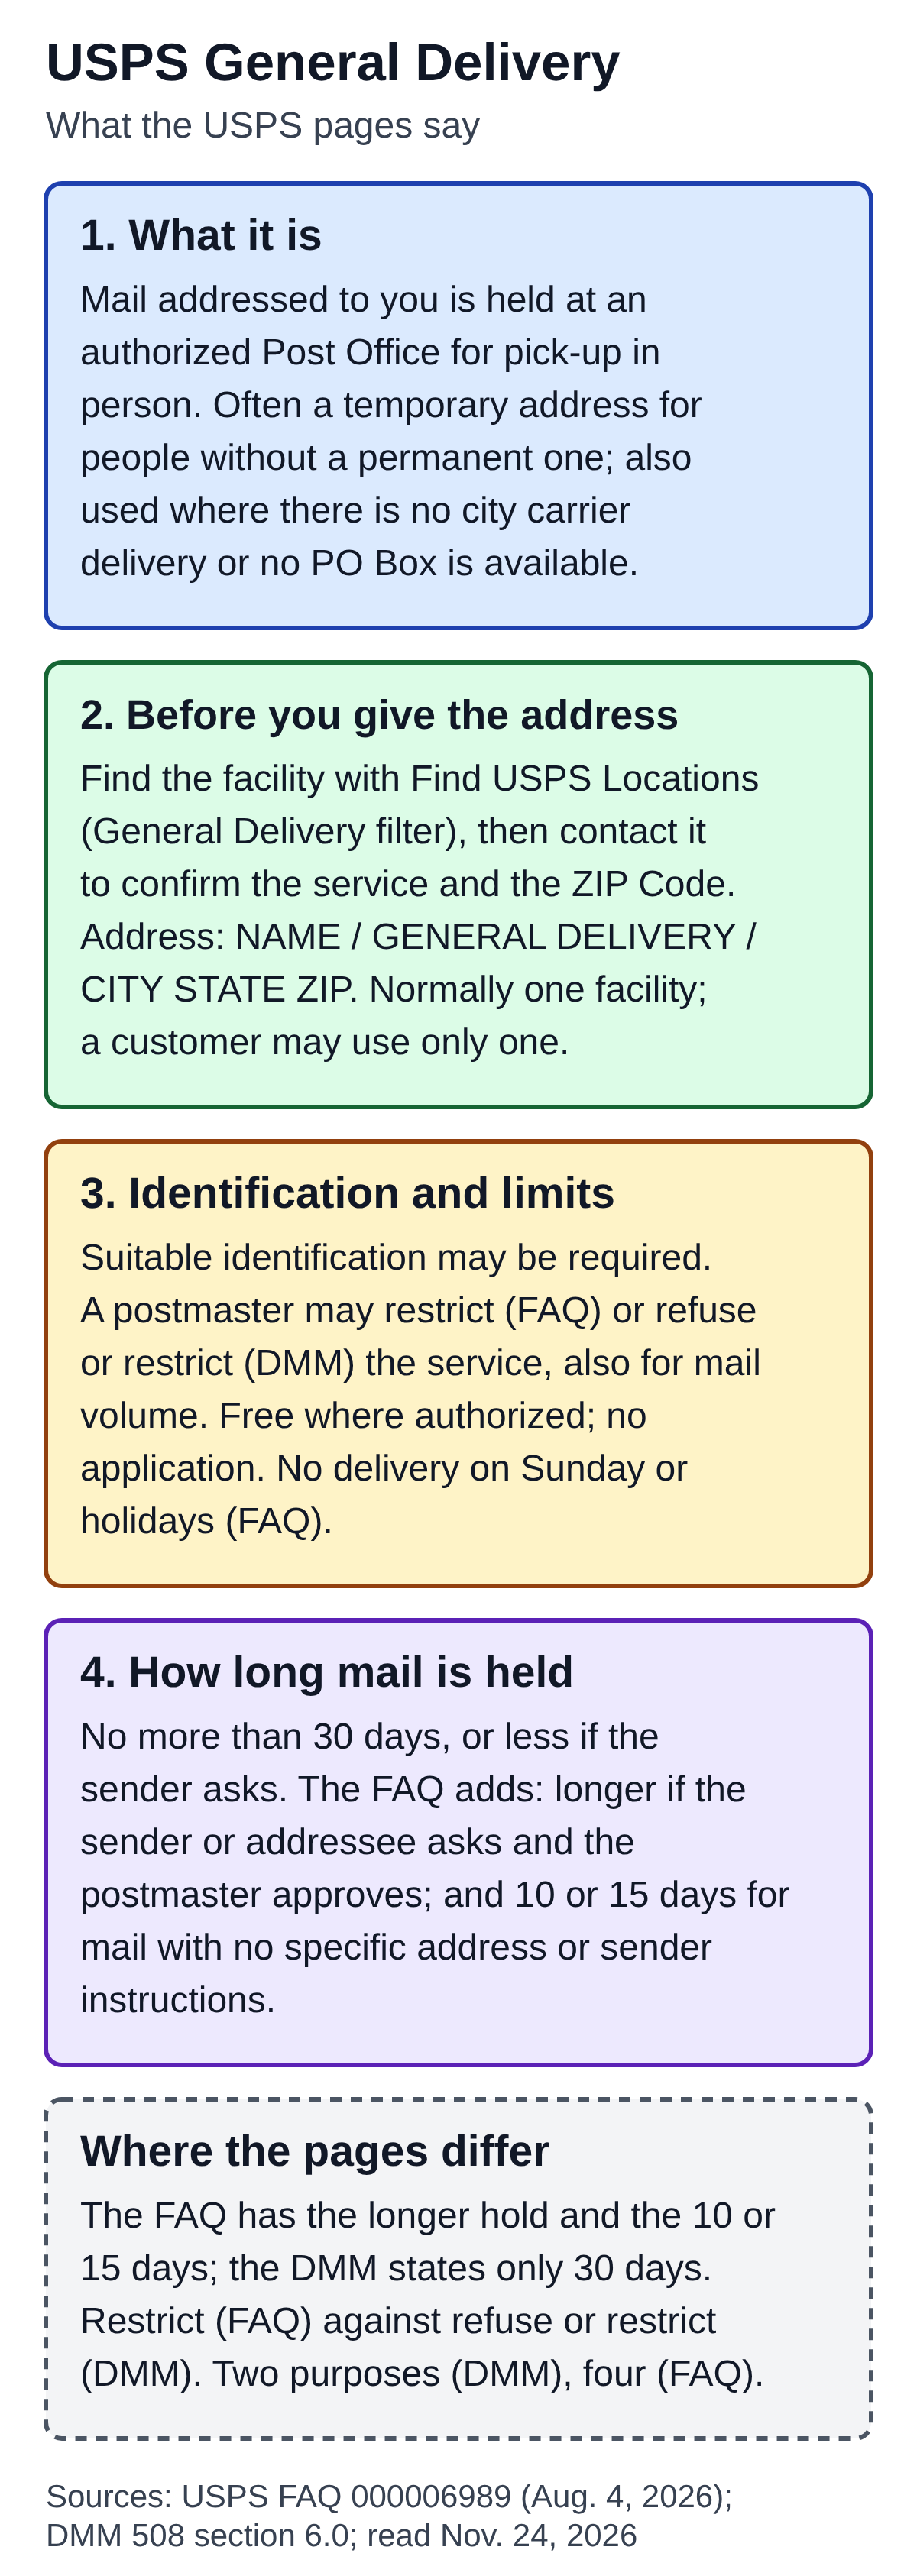 USPS General Delivery
What the USPS pages say
1. What it is
Mail addressed to you is held at an
authorized Post Office for pick-up in
person. Often a temporary address for
people without a permanent one; also
used where there is no city carrier
delivery or no PO Box is available.
2. Before you give the address
Find the facility with Find USPS Locations
(General Delivery filter), then contact it
to confirm the service and the ZIP Code.
Address: NAME / GENERAL DELIVERY /
CITY STATE ZIP. Normally one facility;
a customer may use only one.
3. Identification and limits
Suitable identification may be required.
A postmaster may restrict (FAQ) or refuse
or restrict (DMM) the service, also for mail
volume. Free where authorized; no
application. No delivery on Sunday or
holidays (FAQ).
4. How long mail is held
No more than 30 days, or less if the
sender asks. The FAQ adds: longer if the
sender or addressee asks and the
postmaster approves; and 10 or 15 days for
mail with no specific address or sender
instructions.
Where the pages differ
The FAQ has the longer hold and the 10 or
15 days; the DMM states only 30 days.
Restrict (FAQ) against refuse or restrict
(DMM). Two purposes (DMM), four (FAQ).
Sources: USPS FAQ 000006989 (Aug. 4, 2026);
DMM 508 section 6.0; read Nov. 24, 2026